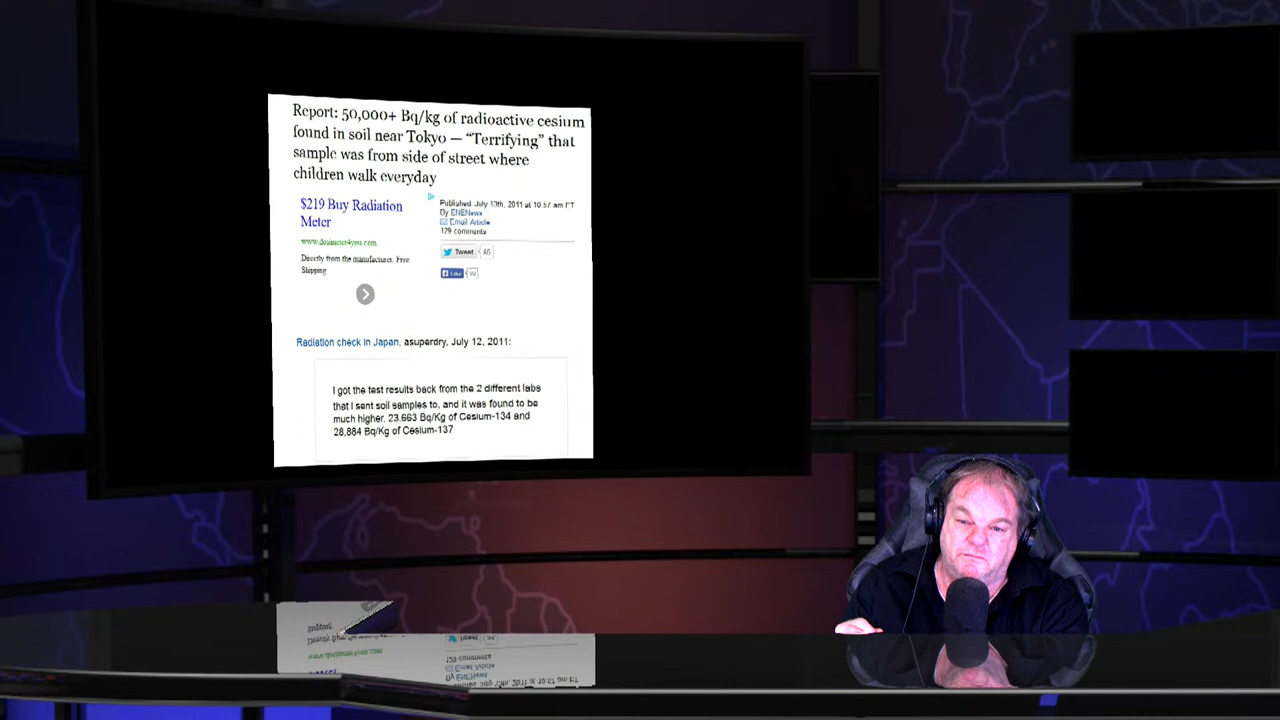 Report: 50,000+ Bq/kg of radioactive cesium
found in soil near Tokyo — “Terrifying” that
sample was from side of street where
children walk everyday
$219 Buy Radiation
Meter
www.dosimeter4you.com
Directly from the manufacturer. Free
Shipping
Published: July 13th, 2011 at 10:57 am ET
By ENENews
Email Article
129 comments
Tweet
Like
Radiation check in Japan, asuperdry, July 12, 2011:
I got the test results back from the 2 different labs
that I sent soil samples to, and it was found to be
much higher. 23,663 Bq/Kg of Cesium-134 and
28,884 Bq/Kg of Cesium-137